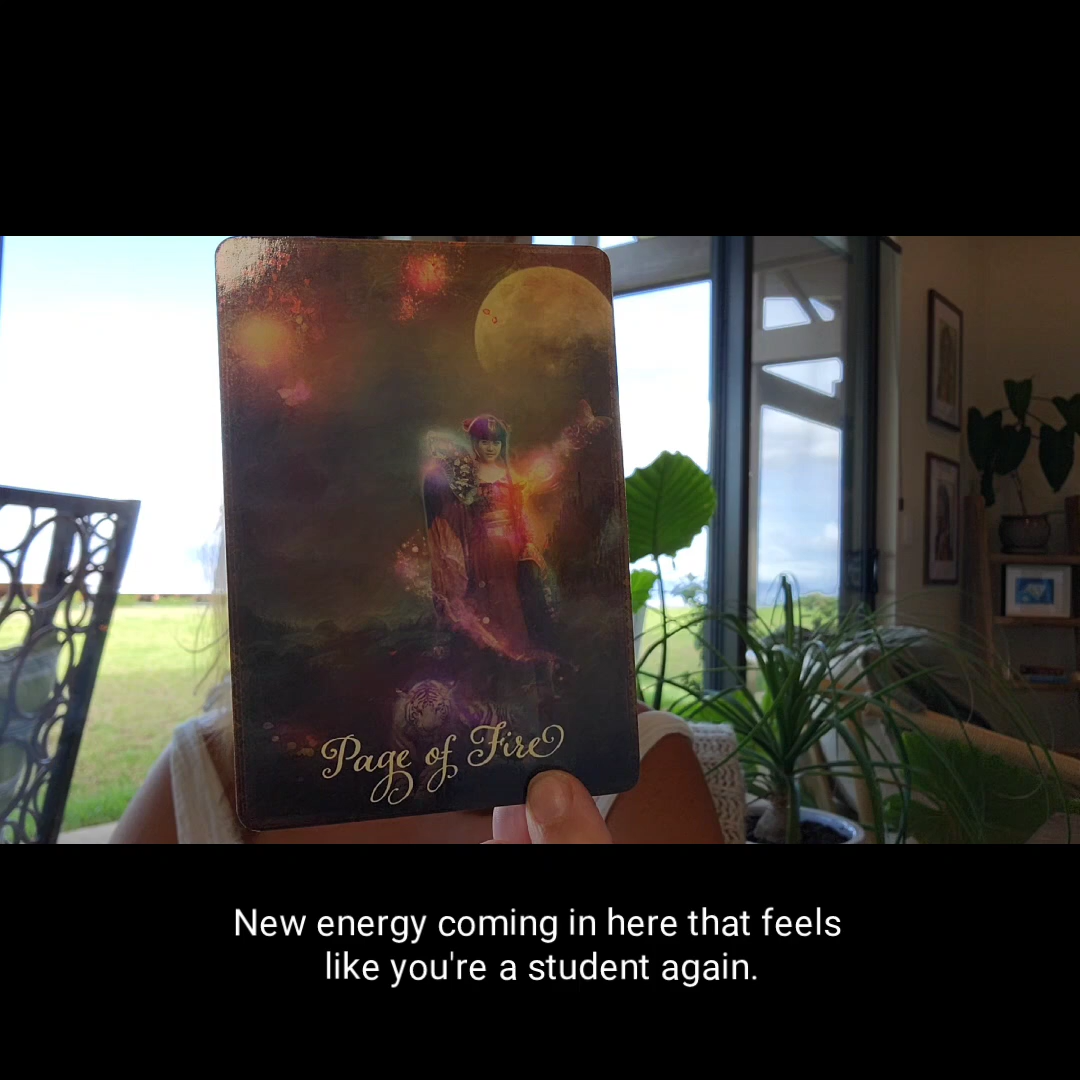 Page of Fire
New energy coming in here that feels
like you're a student again.